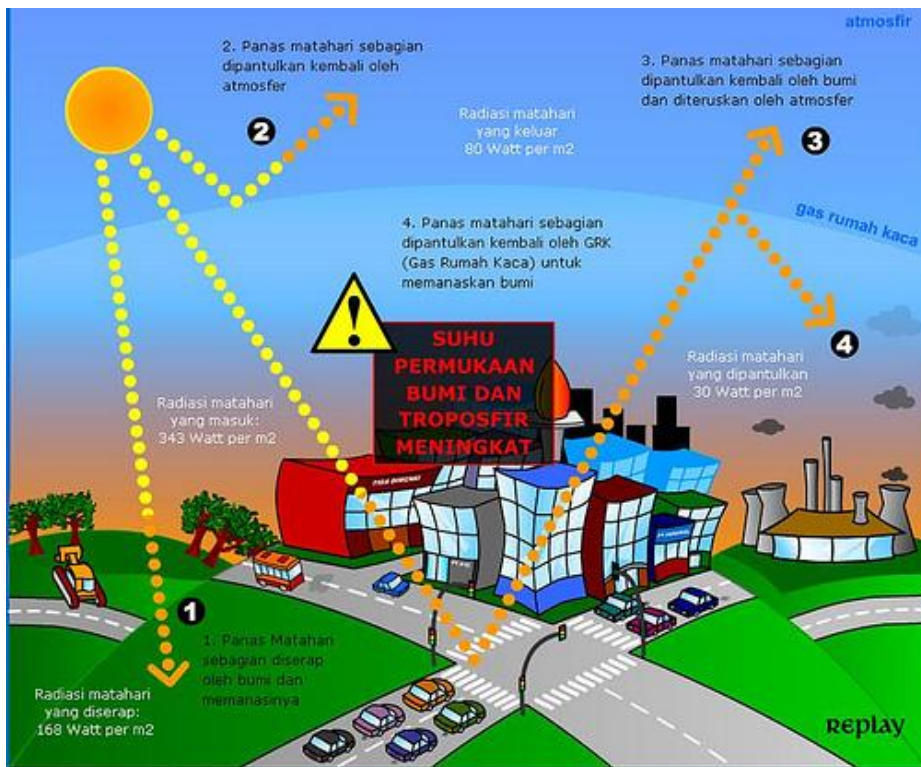 atmosfir
2. Panas matahari sebagian
dipantulkan kembali oleh
atmosfer
2
Radiasi matahari
yang keluar
80 Watt per m2
3. Panas matahari sebagian
dipantulkan kembali oleh bumi
dan diteruskan oleh atmosfer
3
gas rumah kaca
4. Panas matahari sebagian
dipantulkan kembali oleh GRK
(Gas Rumah Kaca) untuk
memanaskan bumi
!
SUHU
PERMUKAAN
BUMI DAN
TROPOSFIR
MENINGKAT
4
Radiasi matahari
yang dipantulkan
30 Watt per m2
Radiasi matahari
yang masuk:
343 Watt per m2
1
1. Panas Matahari
sebagian diserap
oleh bumi dan
memanasinya
Radiasi matahari
yang diserap:
168 Watt per m2
Replay